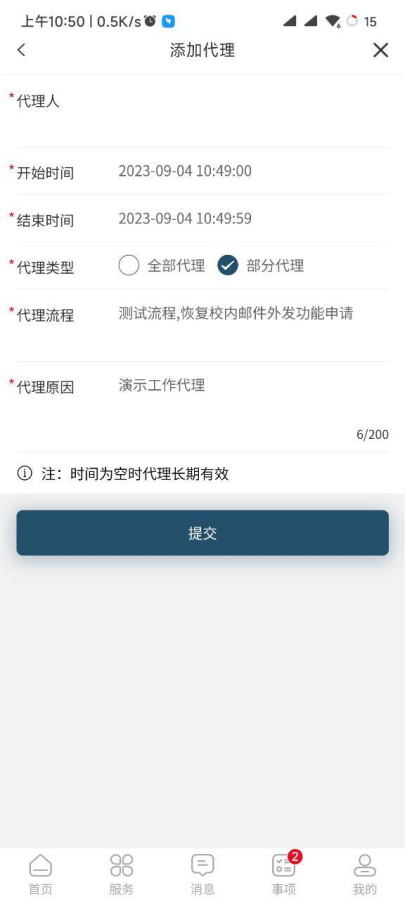 上午10:50 | 0.5K/s
15
添加代理
*代理人
*开始时间 2023-09-04 10:49:00
*结束时间 2023-09-04 10:49:59
*代理类型 全部代理 部分代理
*代理流程 测试流程,恢复校内邮件外发功能申请
*代理原因 演示工作代理
6/200
注：时间为空时代理长期有效
提交
2
首页 服务 消息 事项 我的